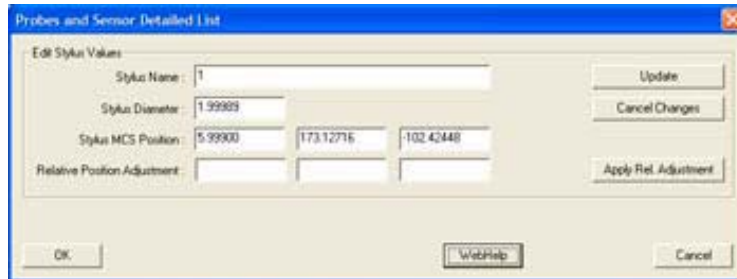 Probes and Sensor Detailed List
Edit Stylus Values
Stylus Name : 1 Update
Stylus Diameter : 1.99989 Cancel Changes
Stylus MCS Position : 5.99900 173.12716 -102.42448
Relative Position Adjustment : Apply Rel. Adjustment
OK WebHelp Cancel